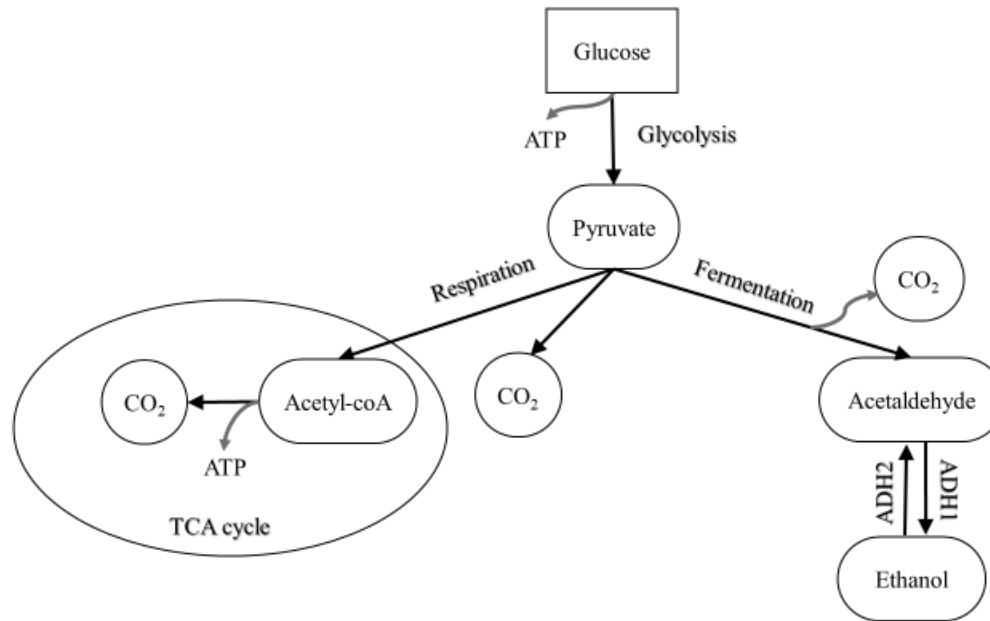 Glucose
ATP
Glycolysis
Pyruvate
Respiration
Fermentation
CO₂
CO₂
Acetyl-coA
CO₂
Acetaldehyde
ATP
TCA cycle
ADH2
ADH1
Ethanol